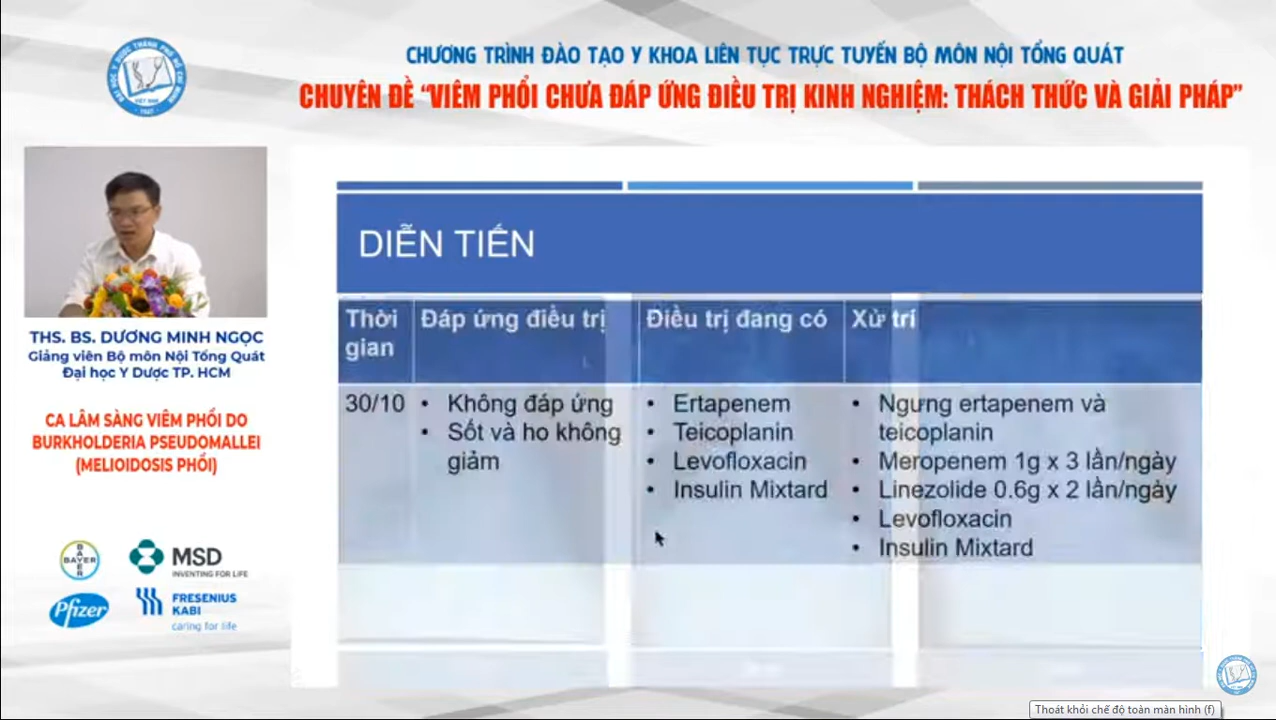 CHƯƠNG TRÌNH ĐÀO TẠO Y KHOA LIÊN TỤC TRỰC TUYẾN BỘ MÔN NỘI TỔNG QUÁT
CHUYÊN ĐỀ “VIÊM PHỔI CHƯA ĐÁP ỨNG ĐIỀU TRỊ KINH NGHIỆM: THÁCH THỨC VÀ GIẢI PHÁP”
THS. BS. DƯƠNG MINH NGỌC
Giảng viên Bộ môn Nội Tổng Quát
Đại học Y Dược TP. HCM
CA LÂM SÀNG VIÊM PHỔI DO
BURKHOLDERIA PSEUDOMALLEI
(MELIOIDOSIS PHỔI)
BAYER
MSD
INVENTING FOR LIFE
Pfizer
FRESENIUS
KABI
caring for life
DIỄN TIẾN
Thời gian
Đáp ứng điều trị
Điều trị đang có
Xử trí
30/10
• Không đáp ứng
• Sốt và ho không
giảm
• Ertapenem
• Teicoplanin
• Levofloxacin
• Insulin Mixtard
• Ngưng ertapenem và
teicoplanin
• Meropenem 1g x 3 lần/ngày
• Linezolide 0.6g x 2 lần/ngày
• Levofloxacin
• Insulin Mixtard
Thoát khỏi chế độ toàn màn hình (f)